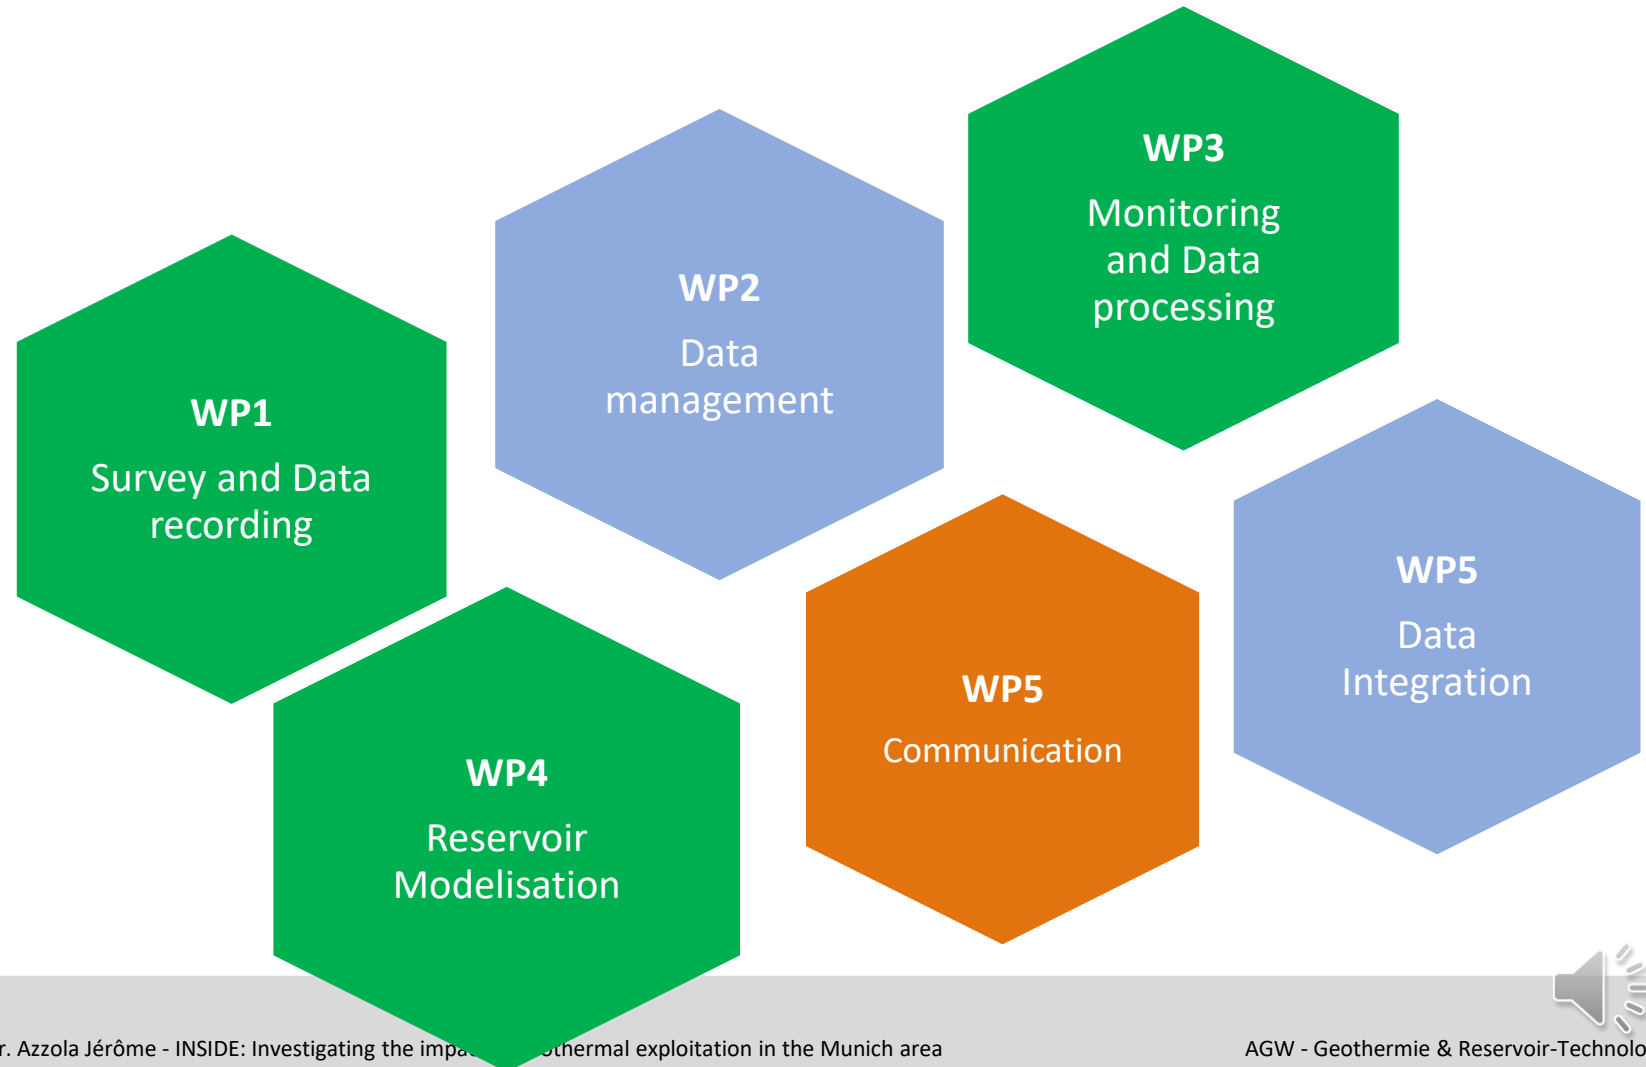 WP3
Monitoring
and Data
processing
WP2
Data
management
WP1
Survey and Data
recording
WP5
Data
Integration
WP5
Communication
WP4
Reservoir
Modelisation
r. Azzola Jérôme - INSIDE: Investigating the impa thermal exploitation in the Munich area
AGW - Geothermie & Reservoir-Technolo